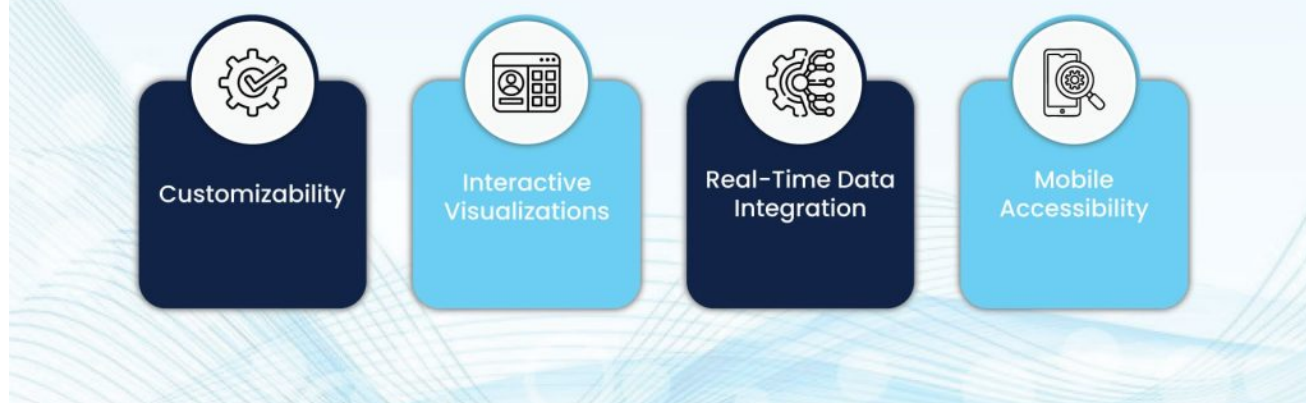 Customizability
Interactive
Visualizations
Real-Time Data
Integration
Mobile
Accessibility